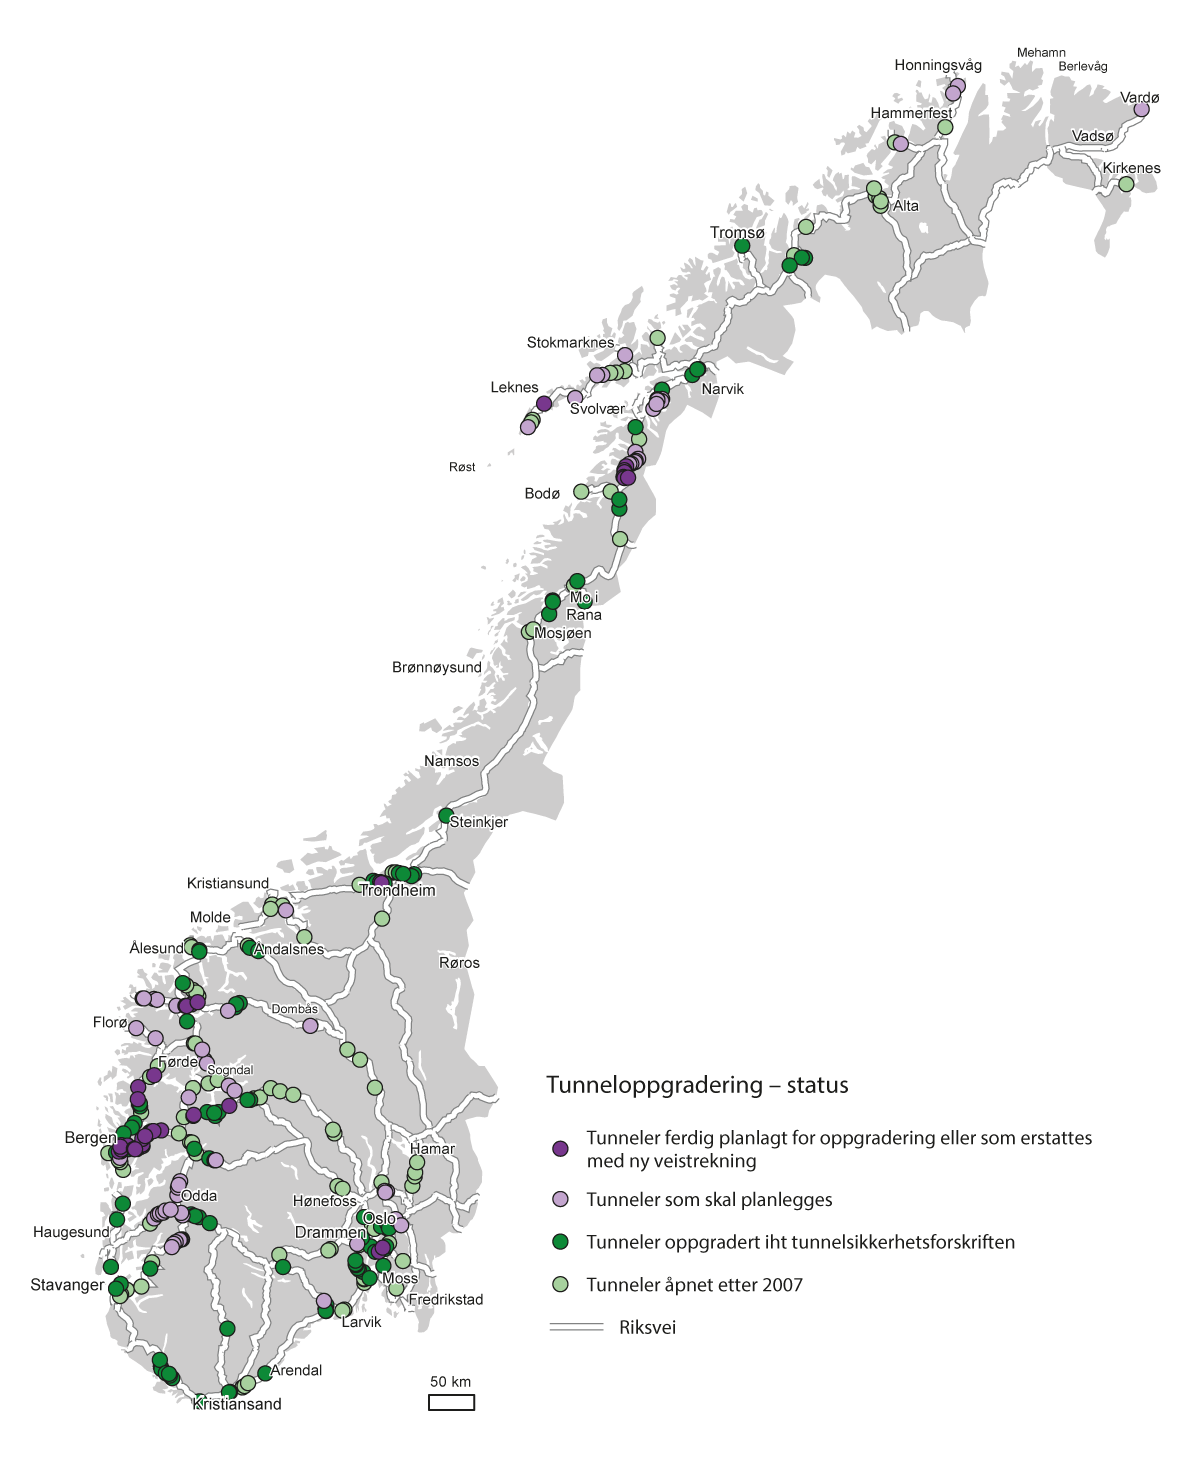 Mehamn
Honningsvåg
Berlevåg
Vardø
Hammerfest
Vadsø
Kirkenes
Alta
Tromsø
Stokmarknes
Leknes
Narvik
Svolvær
Røst
Bodø
Mo i
Rana
Mosjøen
Brønnøysund
Namsos
Steinkjer
Kristiansund
Trondheim
Molde
Ålesund
Åndalsnes
Røros
Dombås
Florø
Førde
Sogndal
Bergen
Hamar
Odda
Hønefoss
Oslo
Haugesund
Drammen
Stavanger
Moss
Fredrikstad
Larvik
Arendal
Kristiansand
50 km
Tunneloppgradering – status
Tunneler ferdig planlagt for oppgradering eller som erstattes
med ny veistrekning
Tunneler som skal planlegges
Tunneler oppgradert iht tunnelsikkerhetsforskriften
Tunneler åpnet etter 2007
Riksvei